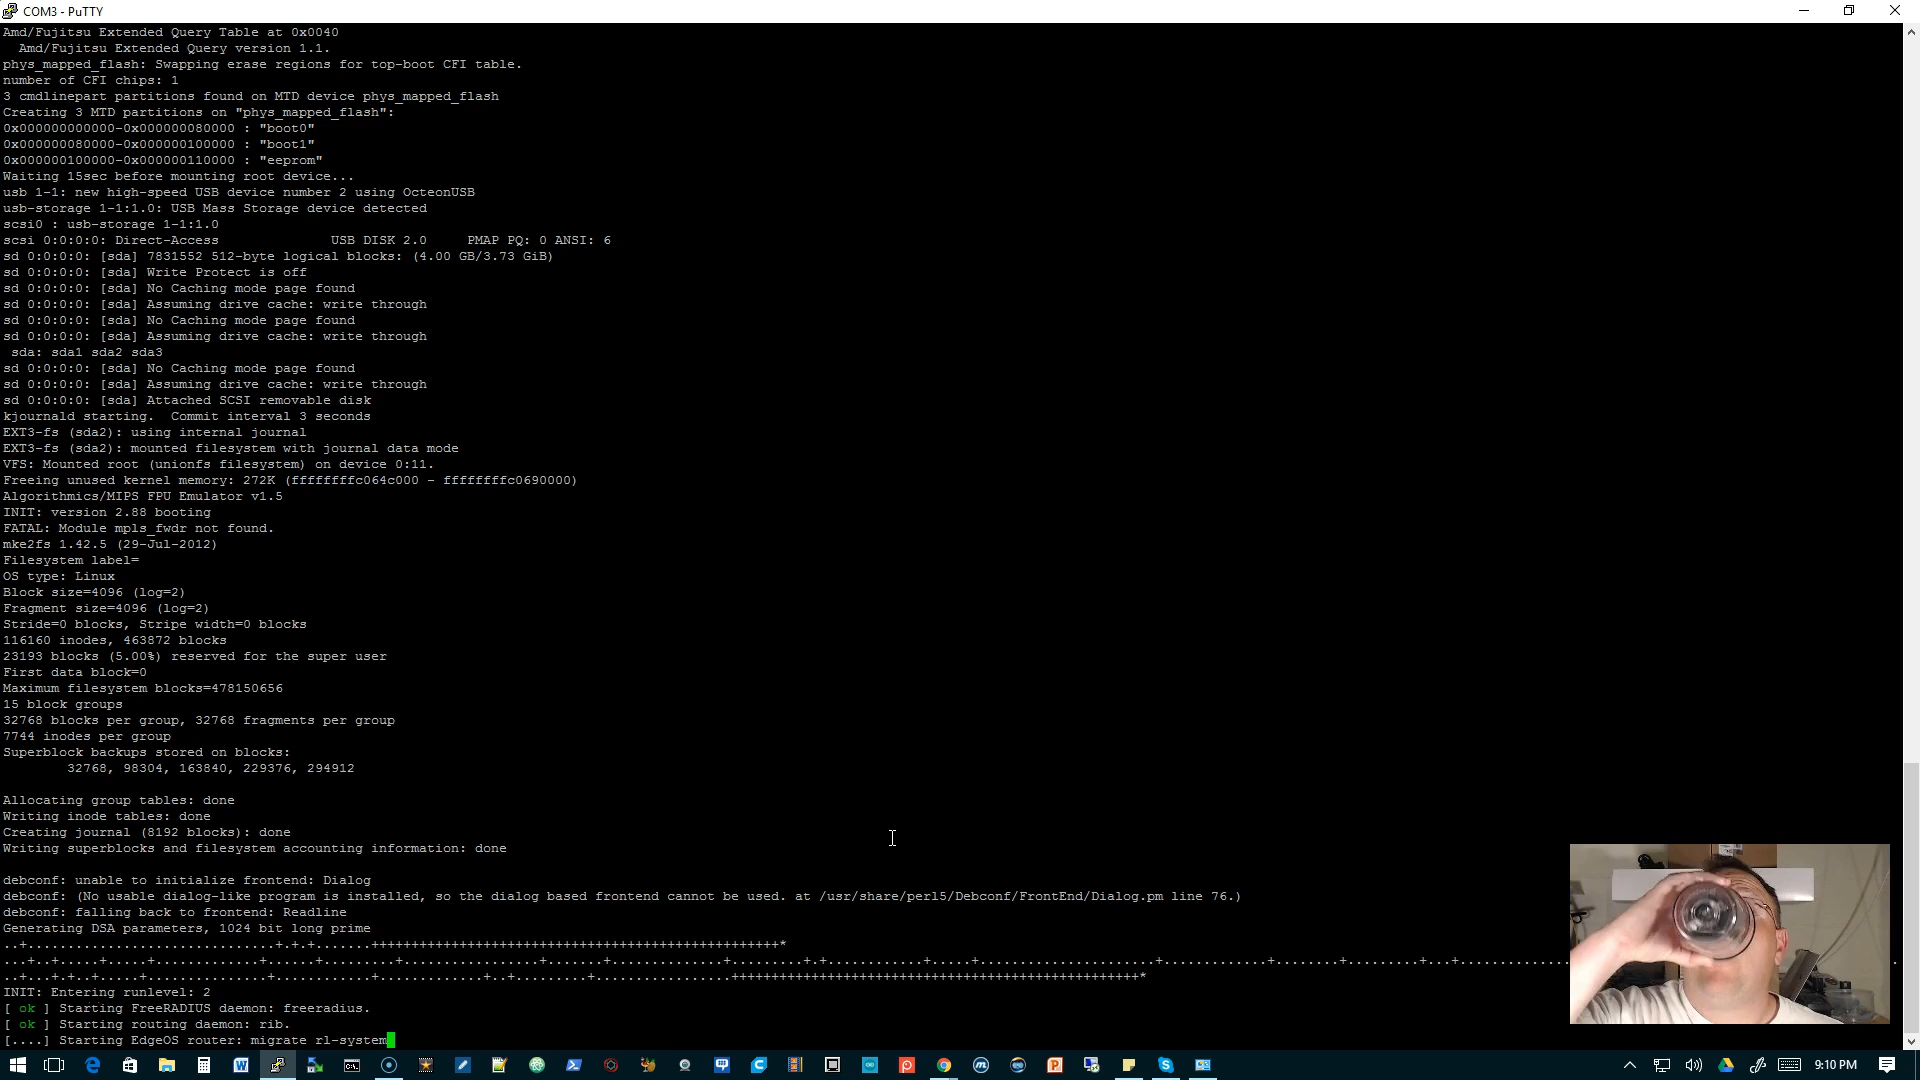 COM3 - PuTTY
Amd/Fujitsu Extended Query Table at 0x0040
Amd/Fujitsu Extended Query version 1.1.
phys_mapped_flash: Swapping erase regions for top-boot CFI table.
number of CFI chips: 1
3 cmdlinepart partitions found on MTD device phys_mapped_flash
Creating 3 MTD partitions on "phys_mapped_flash":
0x000000000000-0x000000080000 : "boot0"
0x000000080000-0x000000100000 : "boot1"
0x000000100000-0x000000110000 : "eeprom"
Waiting 15sec before mounting root device...
usb 1-1: new high-speed USB device number 2 using OcteonUSB
usb-storage 1-1:1.0: USB Mass Storage device detected
scsi0 : usb-storage 1-1:1.0
scsi 0:0:0:0: Direct-Access USB DISK 2.0 PMAP PQ: 0 ANSI: 6
sd 0:0:0:0: [sda] 7831552 512-byte logical blocks: (4.00 GB/3.73 GiB)
sd 0:0:0:0: [sda] Write Protect is off
sd 0:0:0:0: [sda] No Caching mode page found
sd 0:0:0:0: [sda] Assuming drive cache: write through
sd 0:0:0:0: [sda] No Caching mode page found
sd 0:0:0:0: [sda] Assuming drive cache: write through
sda: sda1 sda2 sda3
sd 0:0:0:0: [sda] No Caching mode page found
sd 0:0:0:0: [sda] Assuming drive cache: write through
sd 0:0:0:0: [sda] Attached SCSI removable disk
kjournald starting.  Commit interval 3 seconds
EXT3-fs (sda2): using internal journal
EXT3-fs (sda2): mounted filesystem with journal data mode
VFS: Mounted root (unionfs filesystem) on device 0:11.
Freeing unused kernel memory: 272K (ffffffffc064c000 - ffffffffc0690000)
Algorithmics/MIPS FPU Emulator v1.5
INIT: version 2.88 booting
FATAL: Module mpls_fwdr not found.
mke2fs 1.42.5 (29-Jul-2012)
Filesystem label=
OS type: Linux
Block size=4096 (log=2)
Fragment size=4096 (log=2)
Stride=0 blocks, Stripe width=0 blocks
116160 inodes, 463872 blocks
23193 blocks (5.00%) reserved for the super user
First data block=0
Maximum filesystem blocks=478150656
15 block groups
32768 blocks per group, 32768 fragments per group
7744 inodes per group
Superblock backups stored on blocks:
32768, 98304, 163840, 229376, 294912
Allocating group tables: done
Writing inode tables: done
Creating journal (8192 blocks): done
Writing superblocks and filesystem accounting information: done
debconf: unable to initialize frontend: Dialog
debconf: (No usable dialog-like program is installed, so the dialog based frontend cannot be used. at /usr/share/perl5/Debconf/FrontEnd/Dialog.pm line 76.)
debconf: falling back to frontend: Readline
Generating DSA parameters, 1024 bit long prime
INIT: Entering runlevel: 2
[ ok ] Starting FreeRADIUS daemon: freeradius.
[ ok ] Starting routing daemon: rib.
[....] Starting EdgeOS router: migrate rl-system
9:10 PM